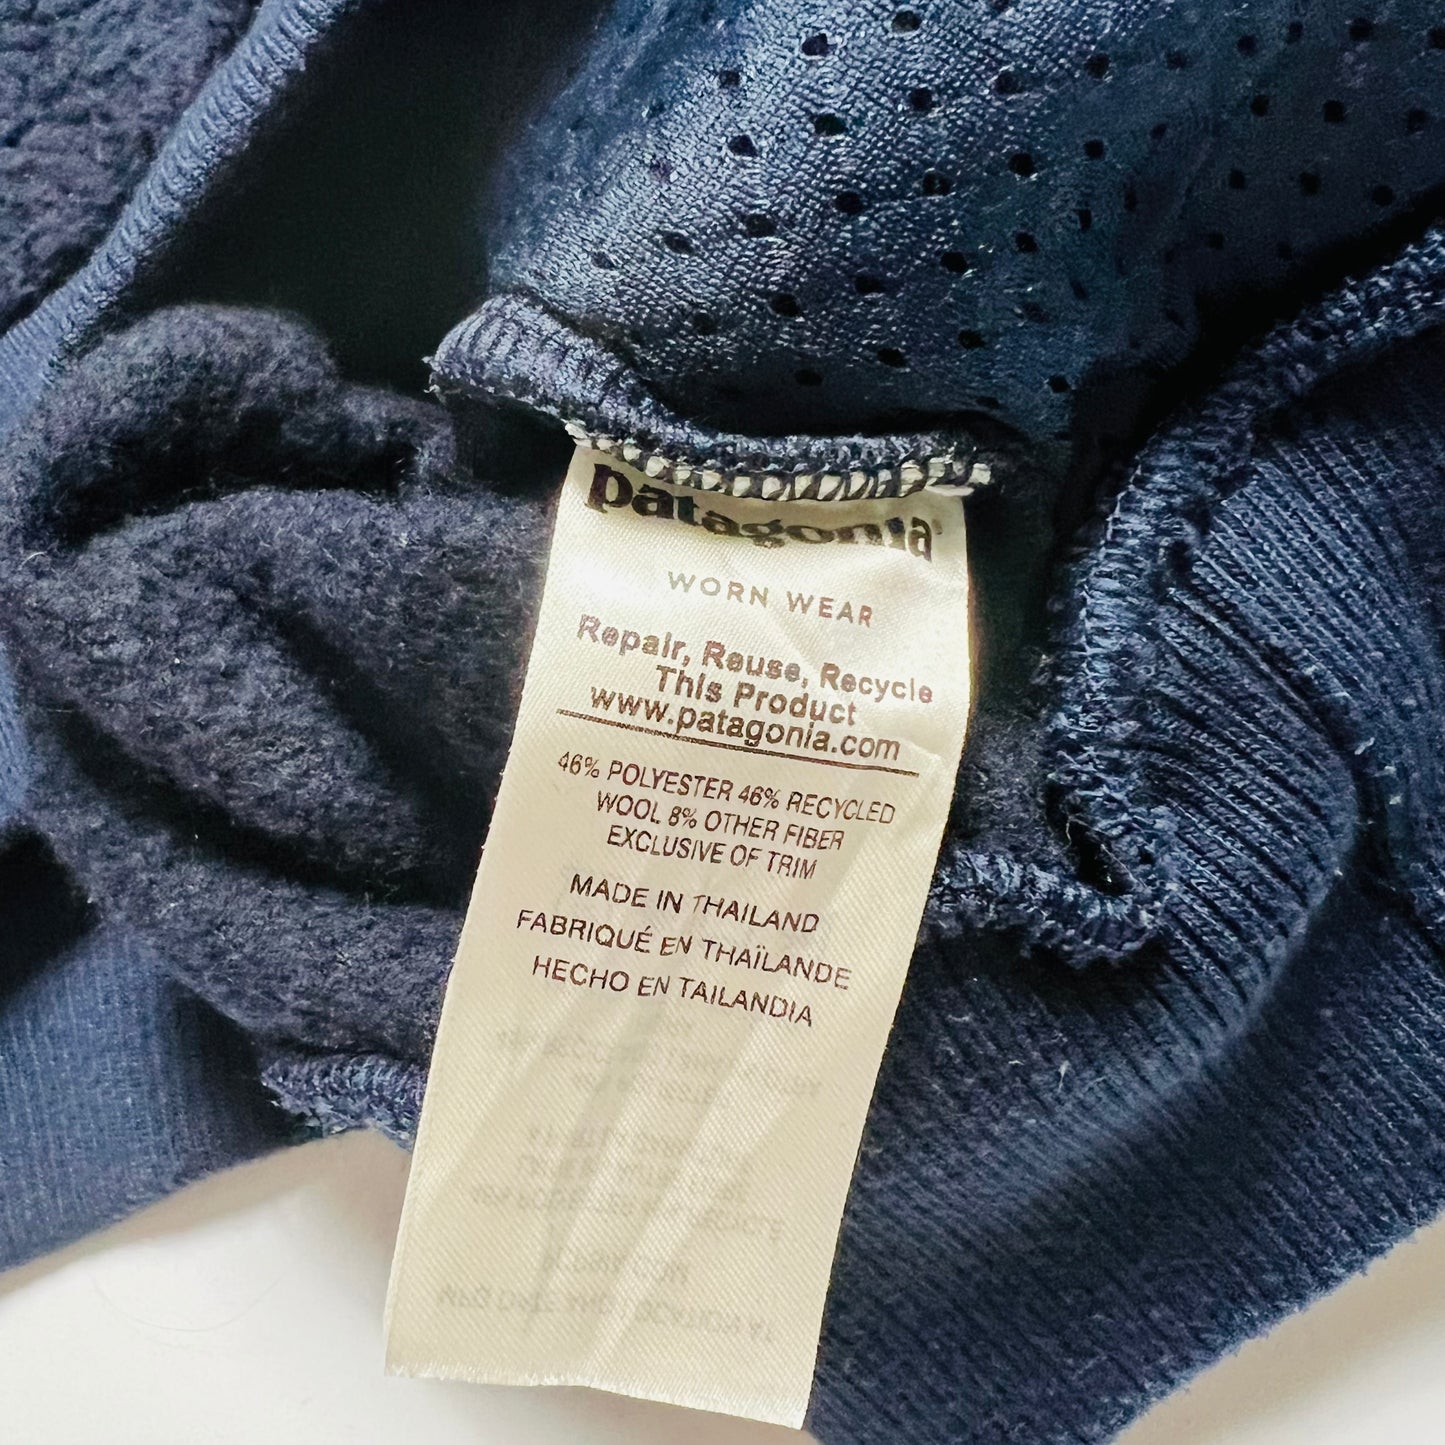 patagonia®
WORN WEAR
Repair, Reuse, Recycle
This Product
www.patagonia.com
46% POLYESTER 46% RECYCLED
WOOL 8% OTHER FIBER
EXCLUSIVE OF TRIM
MADE IN THAILAND
FABRIQUÉ EN THAÏLANDE
HECHO EN TAILANDIA